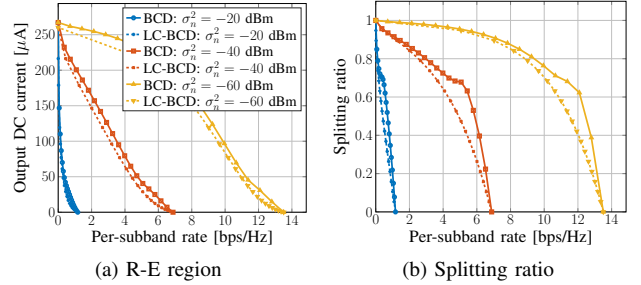 Output DC current [μA]
250
200
150
100
50
0
0
2
4
6
8
10
12
14
Per-subband rate [bps/Hz]
BCD: σ²ₙ = −20 dBm
LC-BCD: σ²ₙ = −20 dBm
BCD: σ²ₙ = −40 dBm
LC-BCD: σ²ₙ = −40 dBm
BCD: σ²ₙ = −60 dBm
LC-BCD: σ²ₙ = −60 dBm
(a) R-E region
Splitting ratio
1
0.8
0.6
0.4
0.2
0
0
2
4
6
8
10
12
14
Per-subband rate [bps/Hz]
(b) Splitting ratio